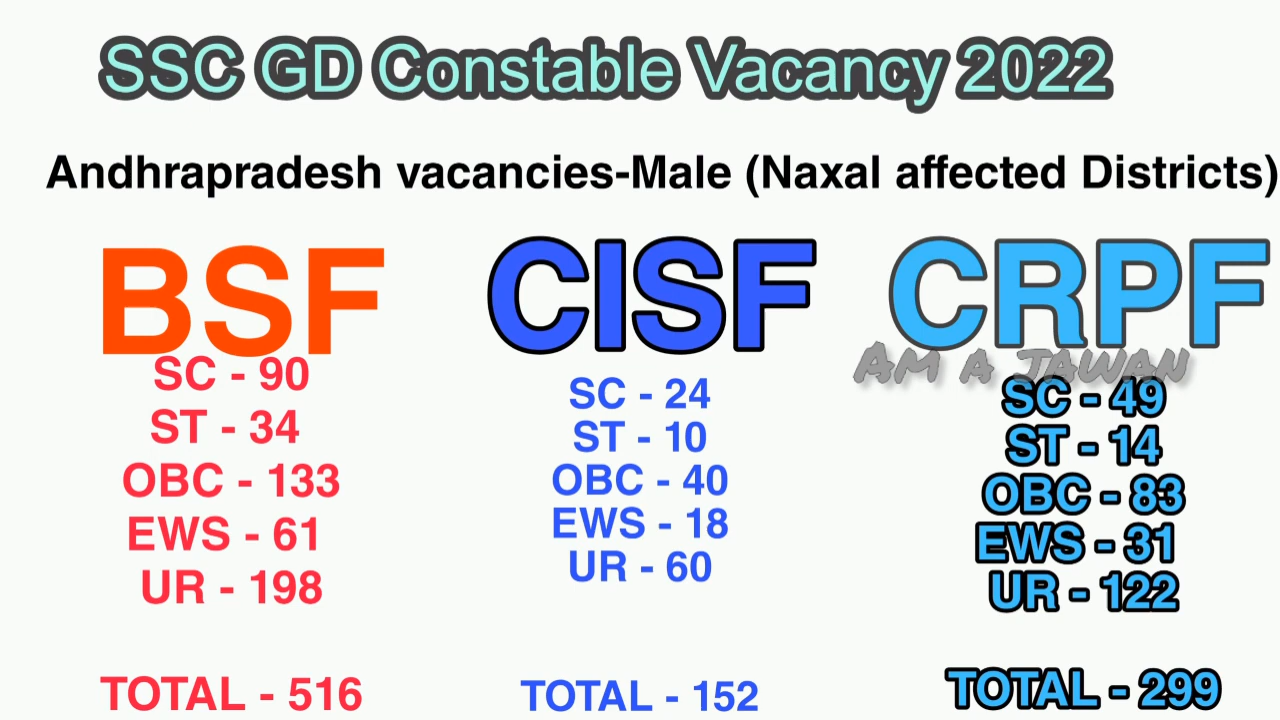 SSC GD Constable Vacancy 2022
Andhrapradesh vacancies-Male (Naxal affected Districts)
BSF
SC - 90
ST - 34
OBC - 133
EWS - 61
UR - 198
TOTAL - 516
CISF
SC - 24
ST - 10
OBC - 40
EWS - 18
UR - 60
TOTAL - 152
CRPF
AM A JAWAN
SC - 49
ST - 14
OBC - 83
EWS - 31
UR - 122
TOTAL - 299